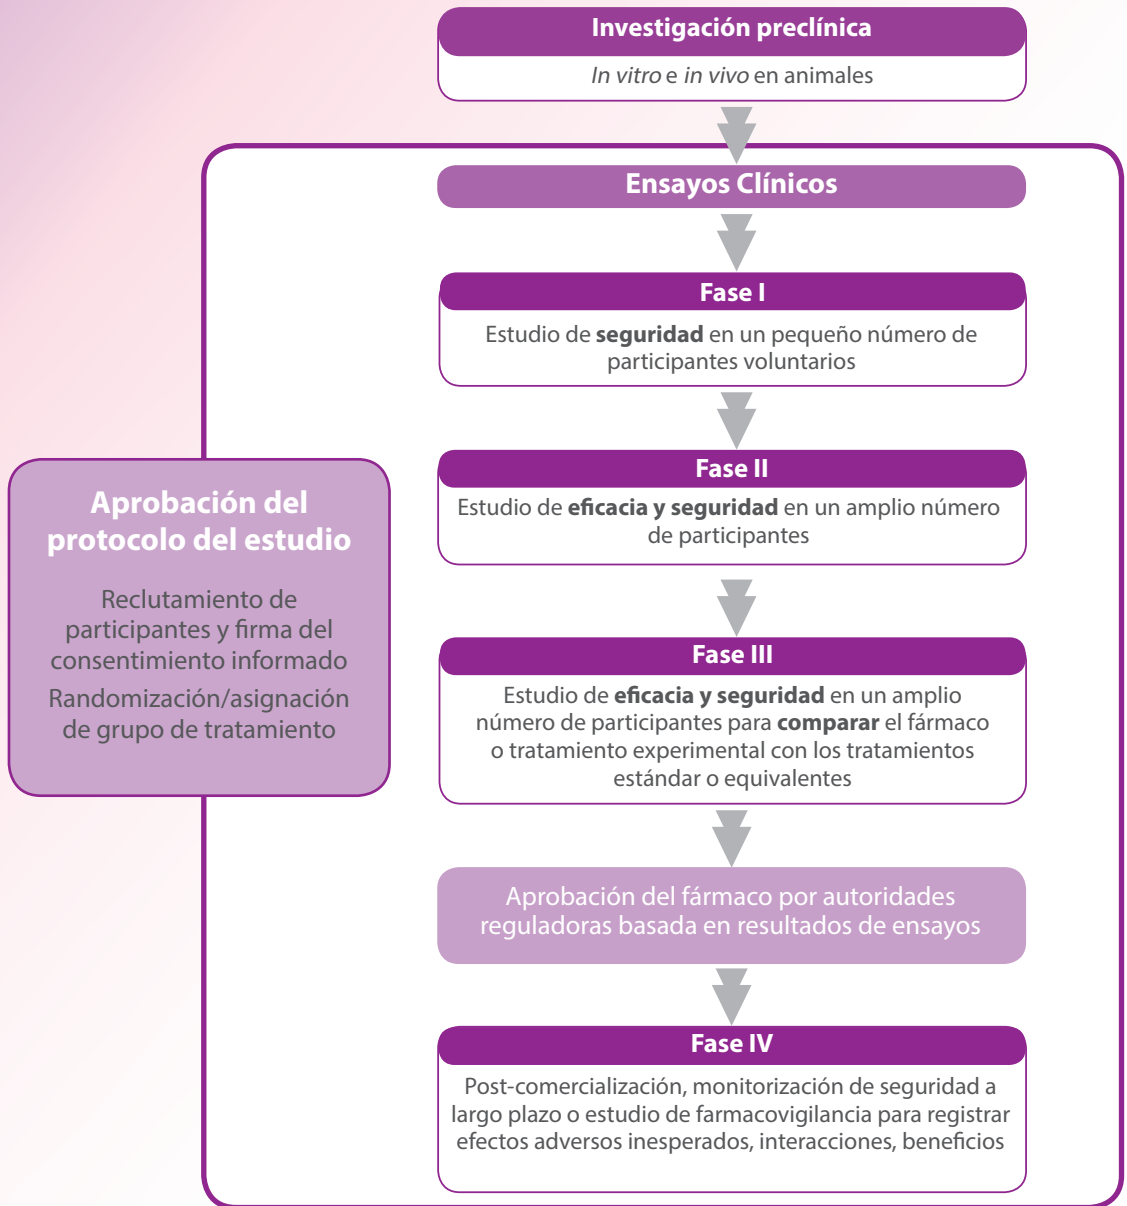 Investigación preclínica
In vitro e in vivo en animales
Ensayos Clínicos
Fase I
Estudio de seguridad en un pequeño número de
participantes voluntarios
Fase II
Estudio de eficacia y seguridad en un amplio número
de participantes
Aprobación del
protocolo del estudio
Reclutamiento de
participantes y firma del
consentimiento informado
Randomización/asignación
de grupo de tratamiento
Fase III
Estudio de eficacia y seguridad en un amplio
número de participantes para comparar el fármaco
o tratamiento experimental con los tratamientos
estándar o equivalentes
Aprobación del fármaco por autoridades
reguladoras basada en resultados de ensayos
Fase IV
Post-comercialización, monitorización de seguridad a
largo plazo o estudio de farmacovigilancia para registrar
efectos adversos inesperados, interacciones, beneficios